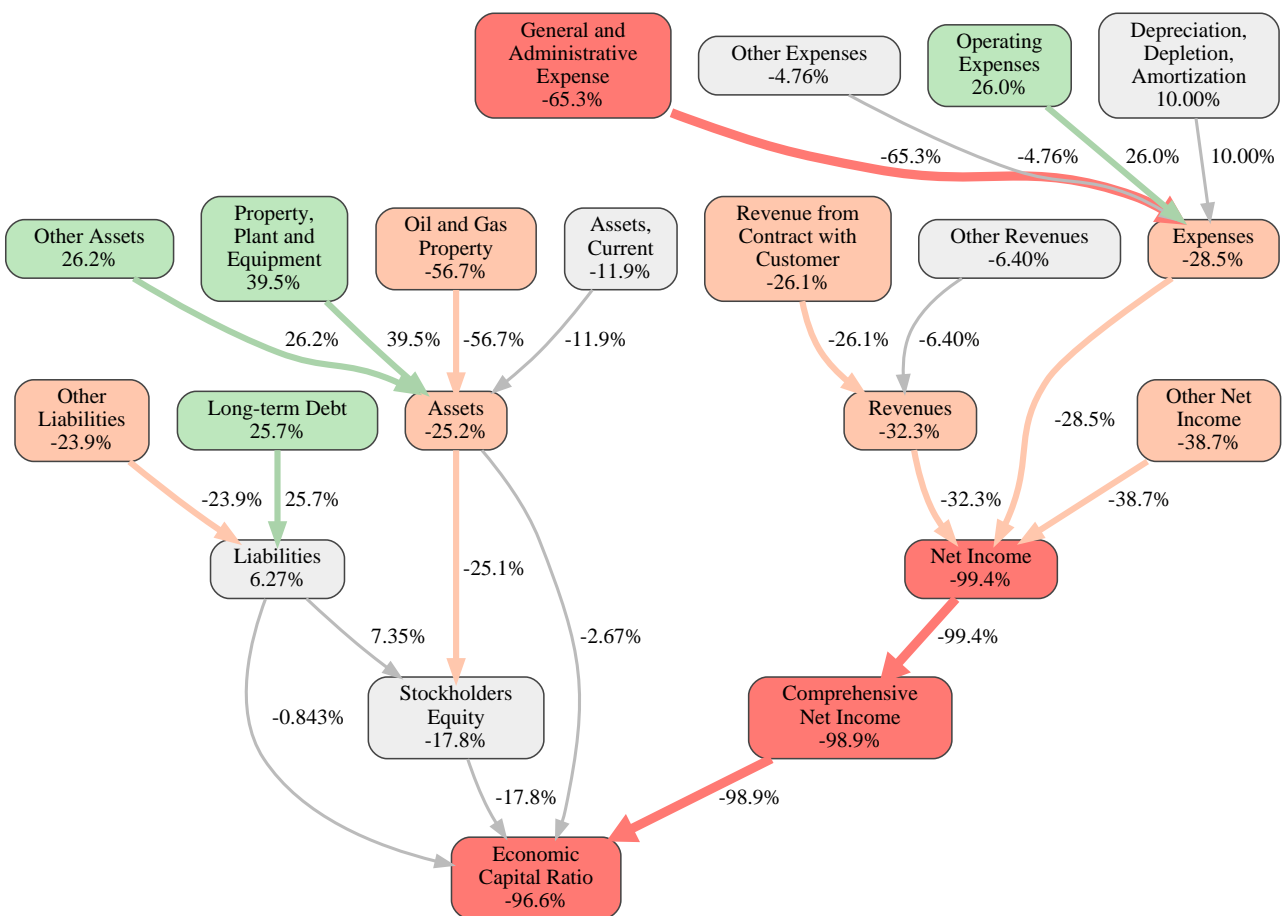 General and
Administrative
Expense
-65.3%
Other Expenses
-4.76%
Operating
Expenses
26.0%
Depreciation,
Depletion,
Amortization
10.00%
-65.3%
-4.76%
26.0%
10.00%
Other Assets
26.2%
Property,
Plant and
Equipment
39.5%
Oil and Gas
Property
-56.7%
Assets,
Current
-11.9%
Revenue from
Contract with
Customer
-26.1%
Other Revenues
-6.40%
Expenses
-28.5%
26.2%
39.5%
-56.7%
-11.9%
-26.1%
-6.40%
Other
Liabilities
-23.9%
Long-term Debt
25.7%
Assets
-25.2%
Revenues
-32.3%
-28.5%
Other Net
Income
-38.7%
-23.9%
25.7%
-32.3%
-38.7%
Liabilities
6.27%
-25.1%
Net Income
-99.4%
7.35%
-2.67%
-99.4%
-0.843%
Stockholders
Equity
-17.8%
Comprehensive
Net Income
-98.9%
-17.8%
-98.9%
Economic
Capital Ratio
-96.6%